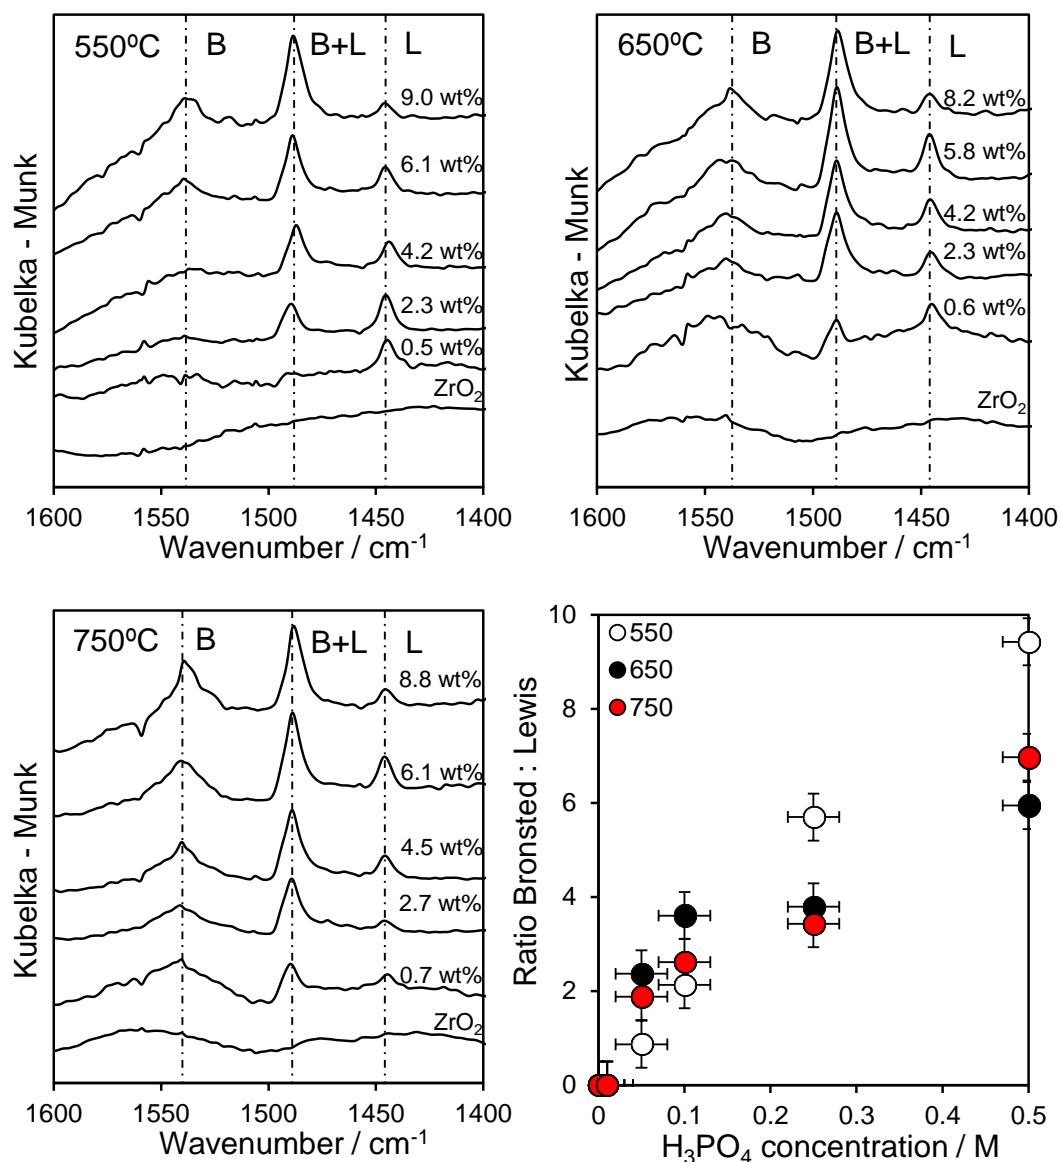 550ºC B B+L L
9.0 wt%
6.1 wt%
4.2 wt%
2.3 wt%
0.5 wt%
ZrO₂
Kubelka - Munk
1600 1550 1500 1450 1400
Wavenumber / cm⁻¹
650ºC B B+L L
8.2 wt%
5.8 wt%
4.2 wt%
2.3 wt%
0.6 wt%
ZrO₂
Kubelka - Munk
1600 1550 1500 1450 1400
Wavenumber / cm⁻¹
750ºC B B+L L
8.8 wt%
6.1 wt%
4.5 wt%
2.7 wt%
0.7 wt%
ZrO₂
Kubelka - Munk
1600 1550 1500 1450 1400
Wavenumber / cm⁻¹
10
8
6
4
2
0
550
650
750
Ratio Bronsted : Lewis
0 0.1 0.2 0.3 0.4 0.5
H₃PO₄ concentration / M